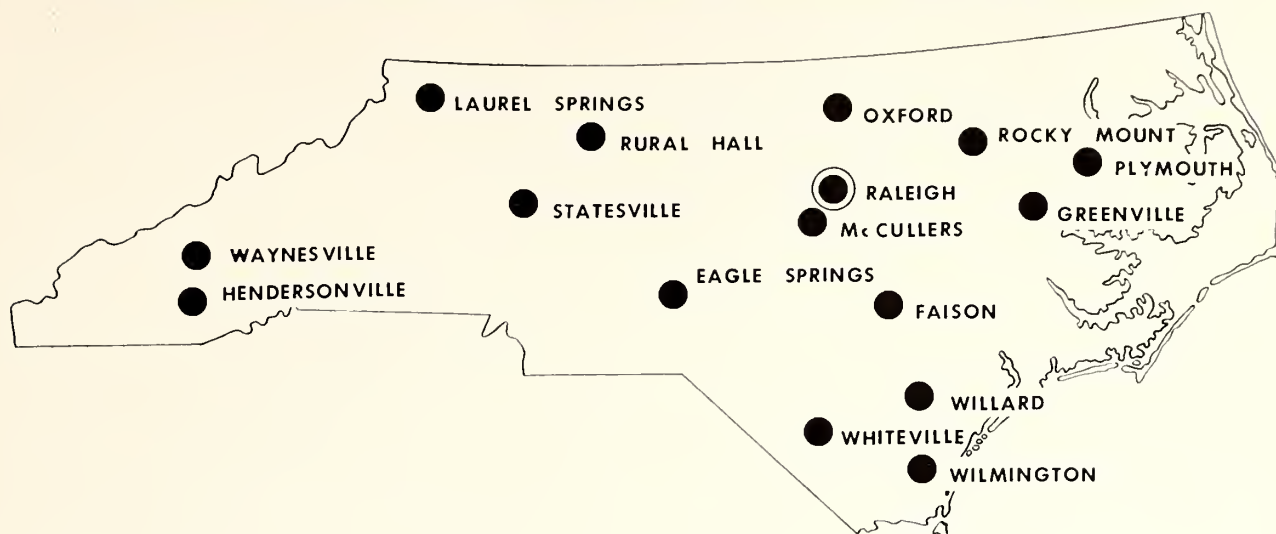 LAUREL SPRINGS
OXFORD
RURAL HALL
ROCKY MOUNT
PLYMOUTH
RALEIGH
STATESVILLE
GREENVILLE
McCULLERS
WAYNESVILLE
EAGLE SPRINGS
HENDERSONVILLE
FAISON
WILLARD
WHITEVILLE
WILMINGTON